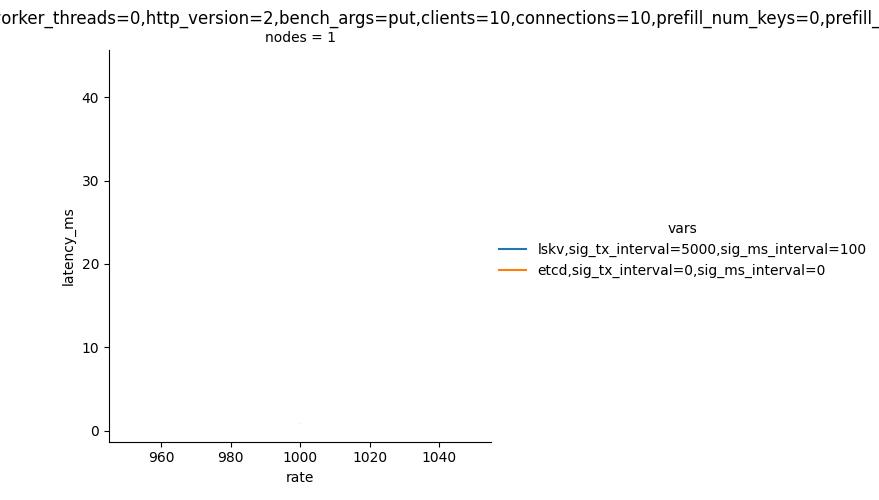 orker_threads=0,http_version=2,bench_args=put,clients=10,connections=10,prefill_num_keys=0,prefill_
nodes = 1
40
30
20
10
0
latency_ms
960 980 1000 1020 1040
rate
vars
lskv,sig_tx_interval=5000,sig_ms_interval=100
etcd,sig_tx_interval=0,sig_ms_interval=0